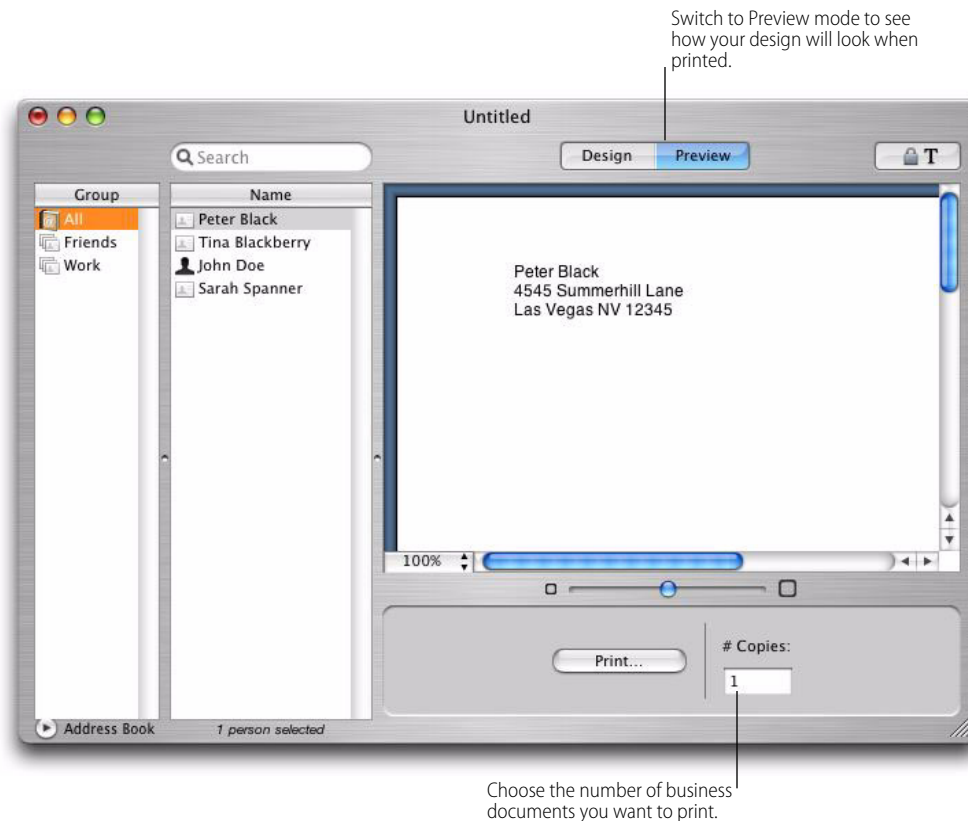 Switch to Preview mode to see
how your design will look when
printed.
Untitled
Search
Design Preview
T
Group
All
Friends
Work
Name
Peter Black
Tina Blackberry
John Doe
Sarah Spanner
Peter Black
4545 Summerhill Lane
Las Vegas NV 12345
100%
Print...
# Copies:
1
Address Book
1 person selected
Choose the number of business
documents you want to print.